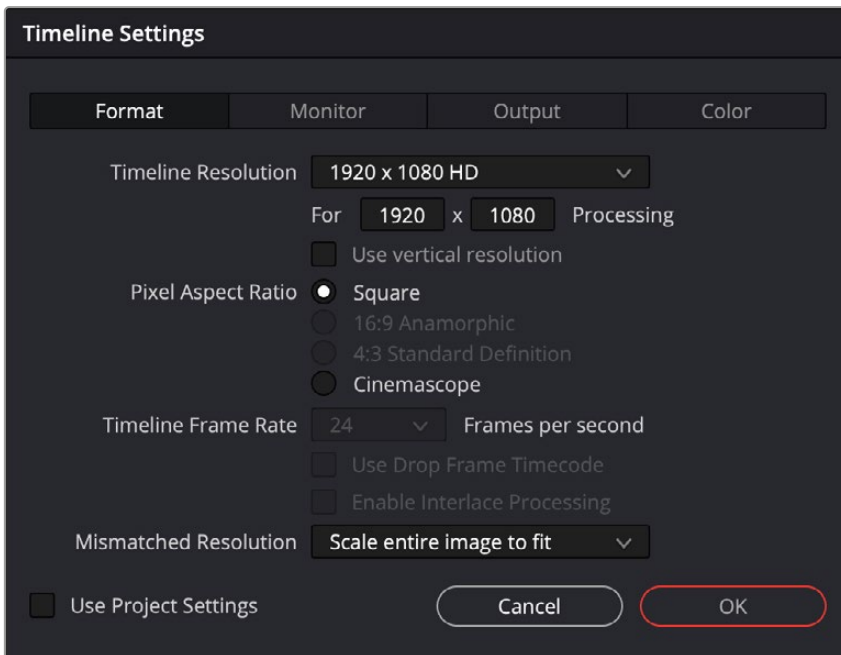 Timeline Settings
Format Monitor Output Color
Timeline Resolution 1920 x 1080 HD
For 1920 x 1080 Processing
Use vertical resolution
Pixel Aspect Ratio Square
16:9 Anamorphic
4:3 Standard Definition
Cinemascope
Timeline Frame Rate 24 Frames per second
Use Drop Frame Timecode
Enable Interlace Processing
Mismatched Resolution Scale entire image to fit
Use Project Settings Cancel OK